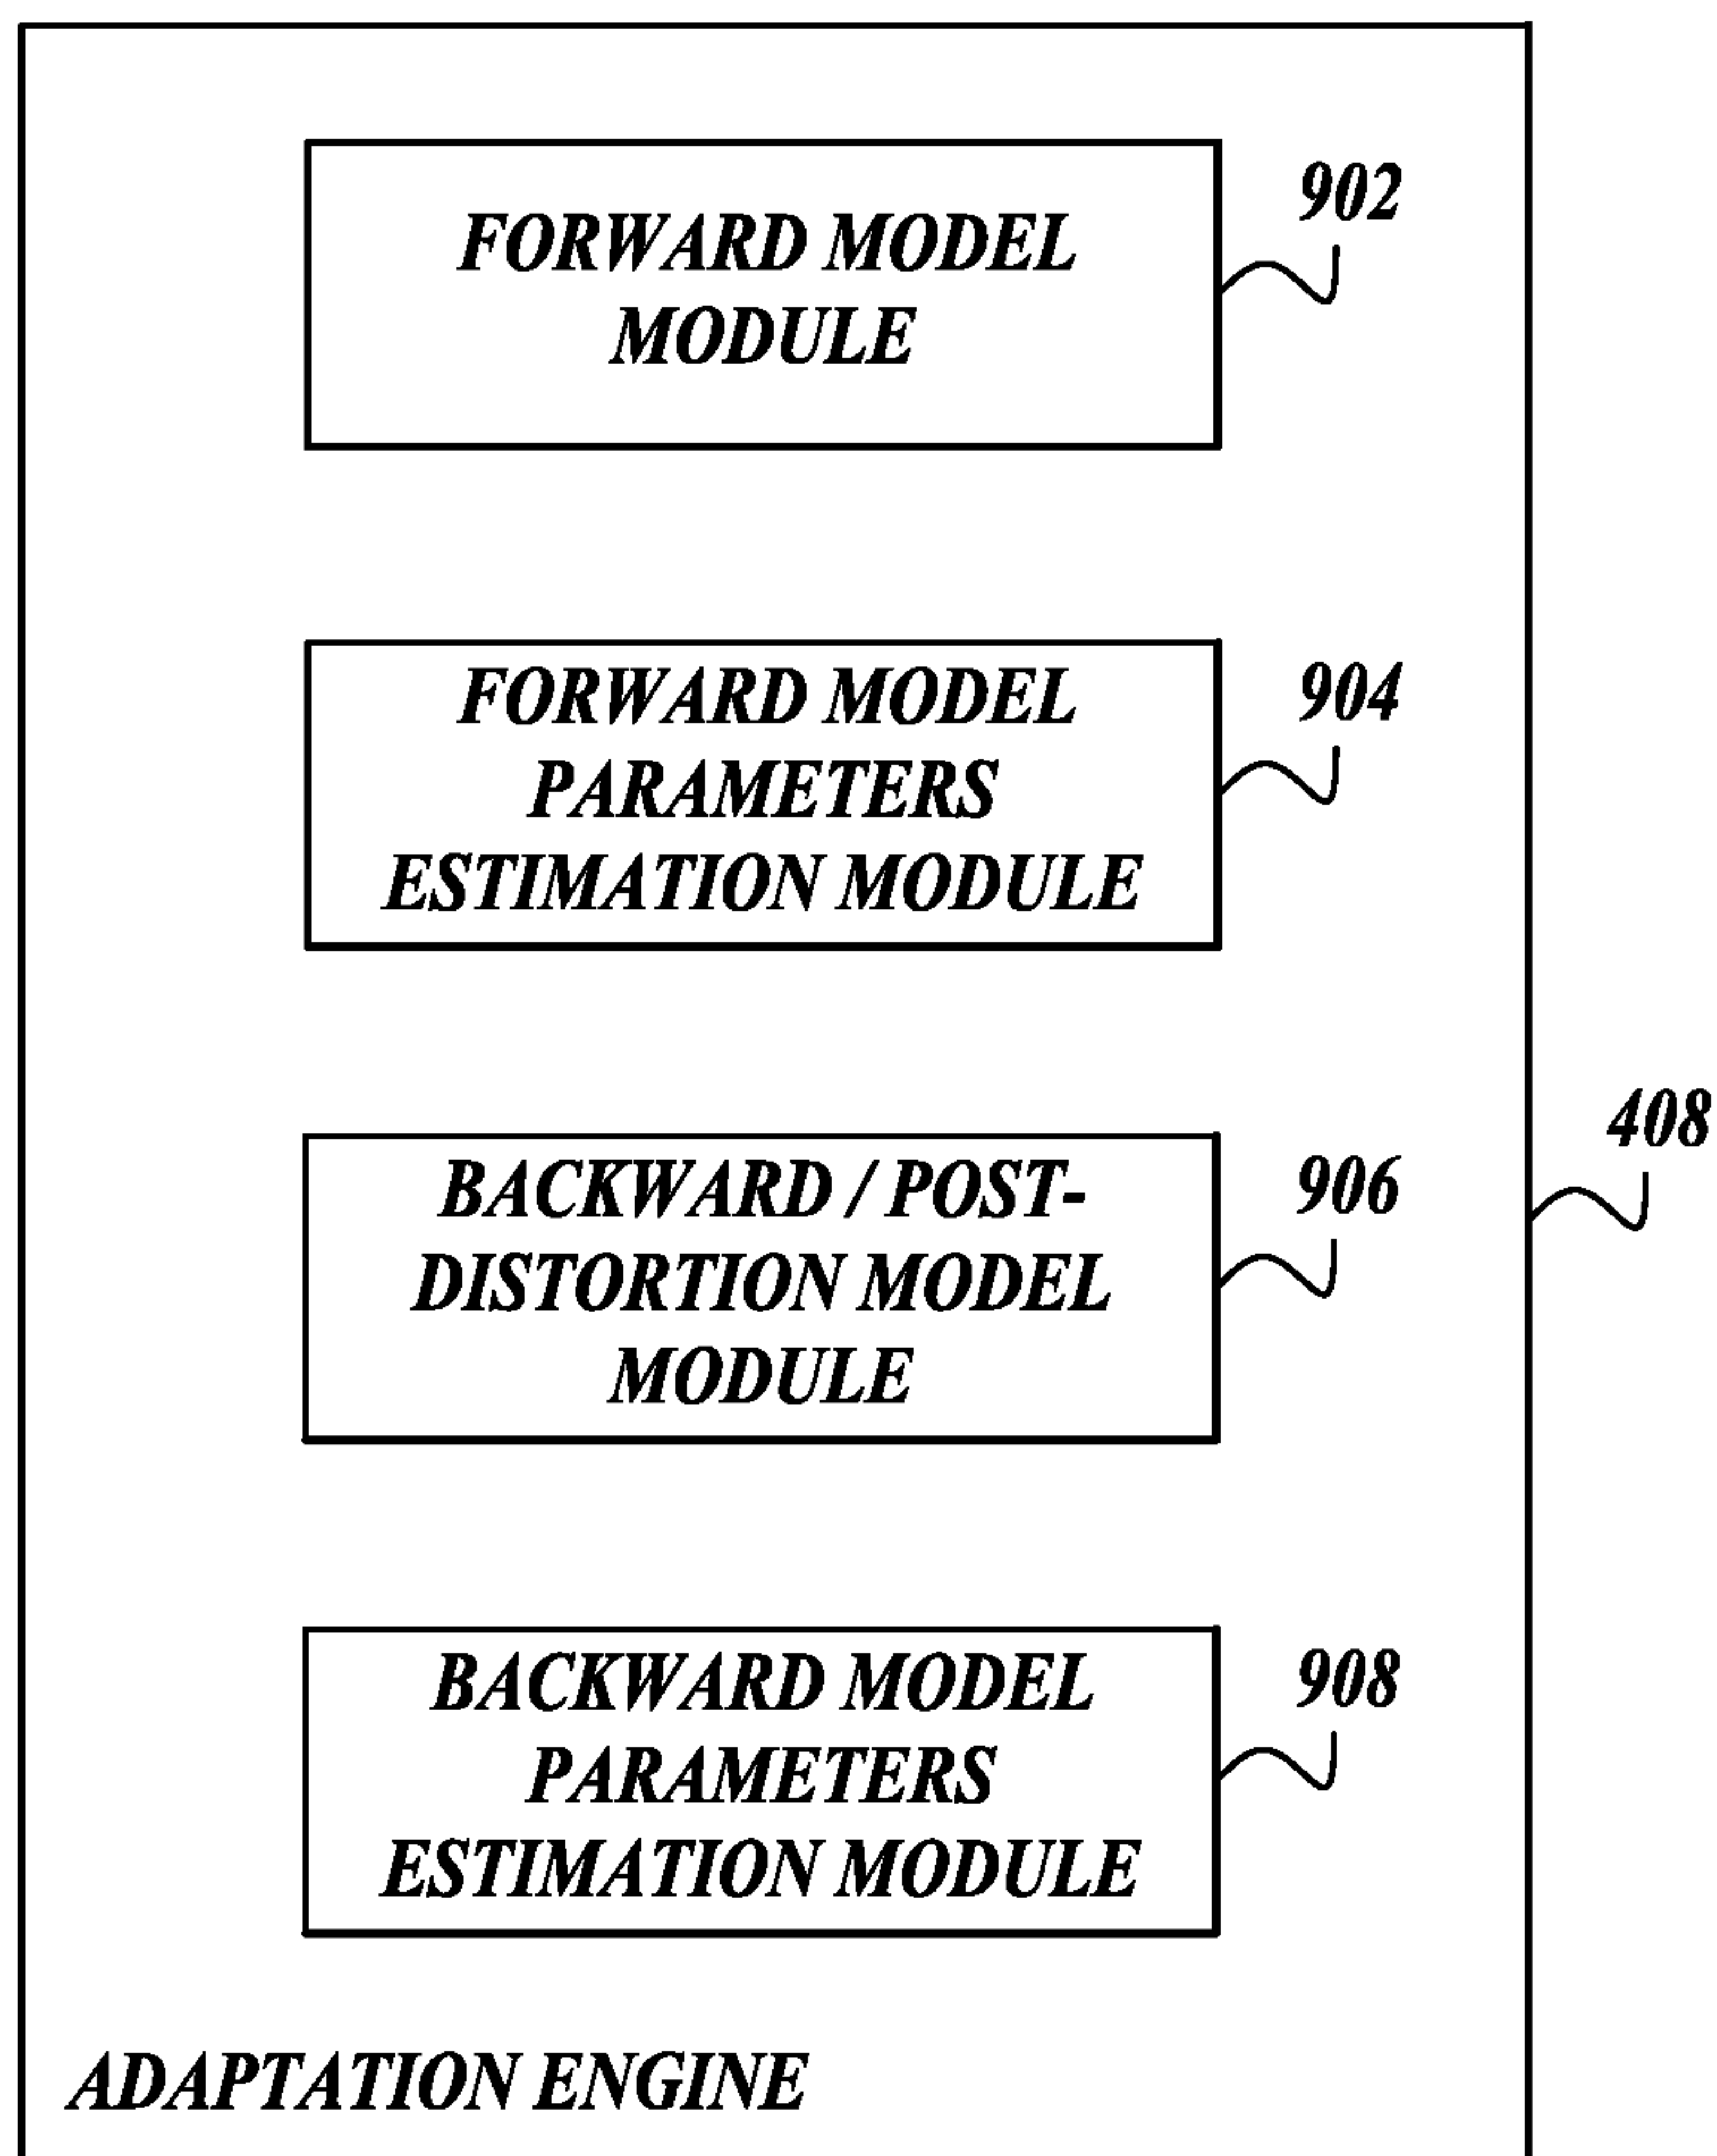 FORWARD MODEL
MODULE
902
FORWARD MODEL
PARAMETERS
ESTIMATION MODULE
904
BACKWARD / POST-
DISTORTION MODEL
MODULE
906
408
BACKWARD MODEL
PARAMETERS
ESTIMATION MODULE
908
ADAPTATION ENGINE